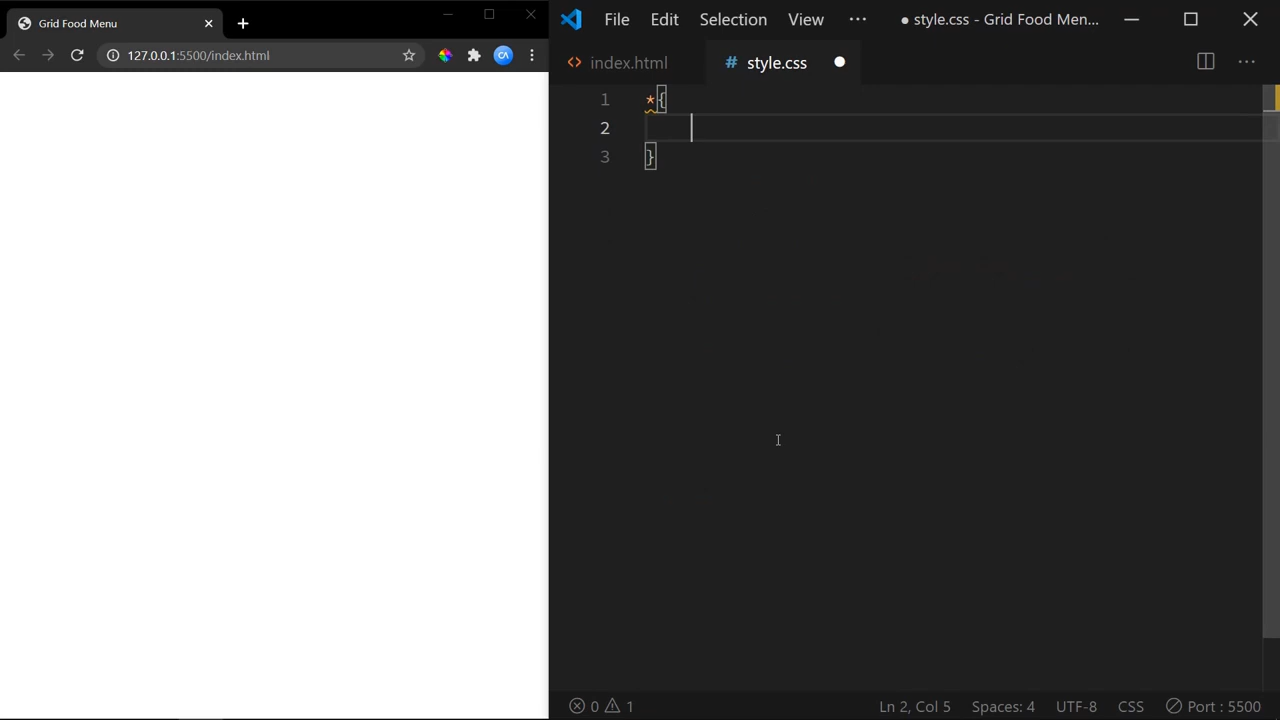 Grid Food Menu
127.0.0.1:5500/index.html
CA
File Edit Selection View ··· ● style.css - Grid Food Men...
<> index.html # style.css
1 *{
2
3 }
0 1 Ln 2, Col 5 Spaces: 4 UTF-8 CSS Port : 5500